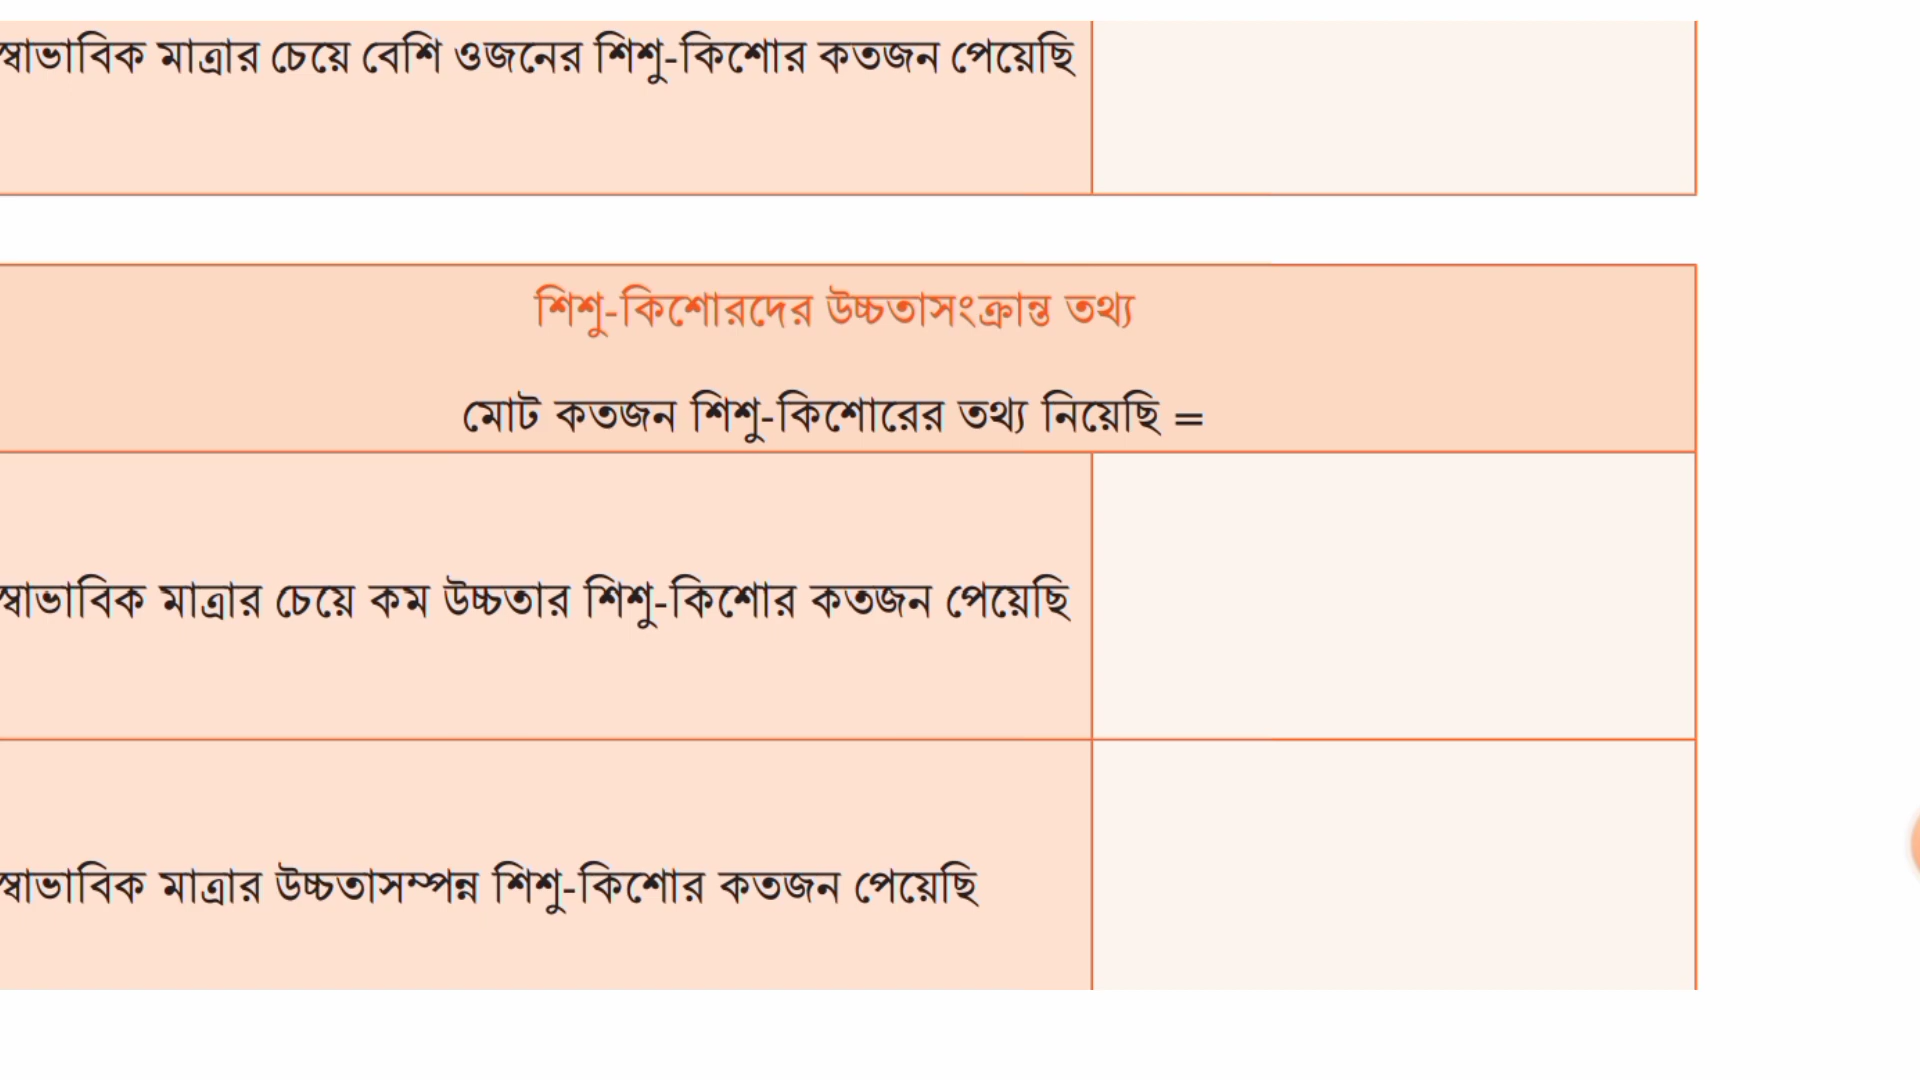 স্বাভাবিক মাত্রার চেয়ে বেশি ওজনের শিশু-কিশোর কতজন পেয়েছি
শিশু-কিশোরদের উচ্চতাসংক্রান্ত তথ্য
মোট কতজন শিশু-কিশোরের তথ্য নিয়েছি =
স্বাভাবিক মাত্রার চেয়ে কম উচ্চতার শিশু-কিশোর কতজন পেয়েছি
স্বাভাবিক মাত্রার উচ্চতাসম্পন্ন শিশু-কিশোর কতজন পেয়েছি